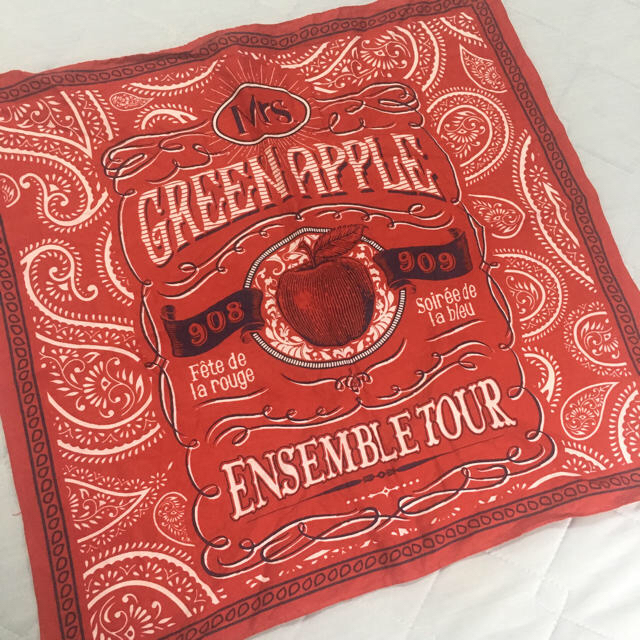 Mrs.
GREEN APPLE
908
909
Fête de
la rouge
Soirée de
la bleu
ENSEMBLE TOUR